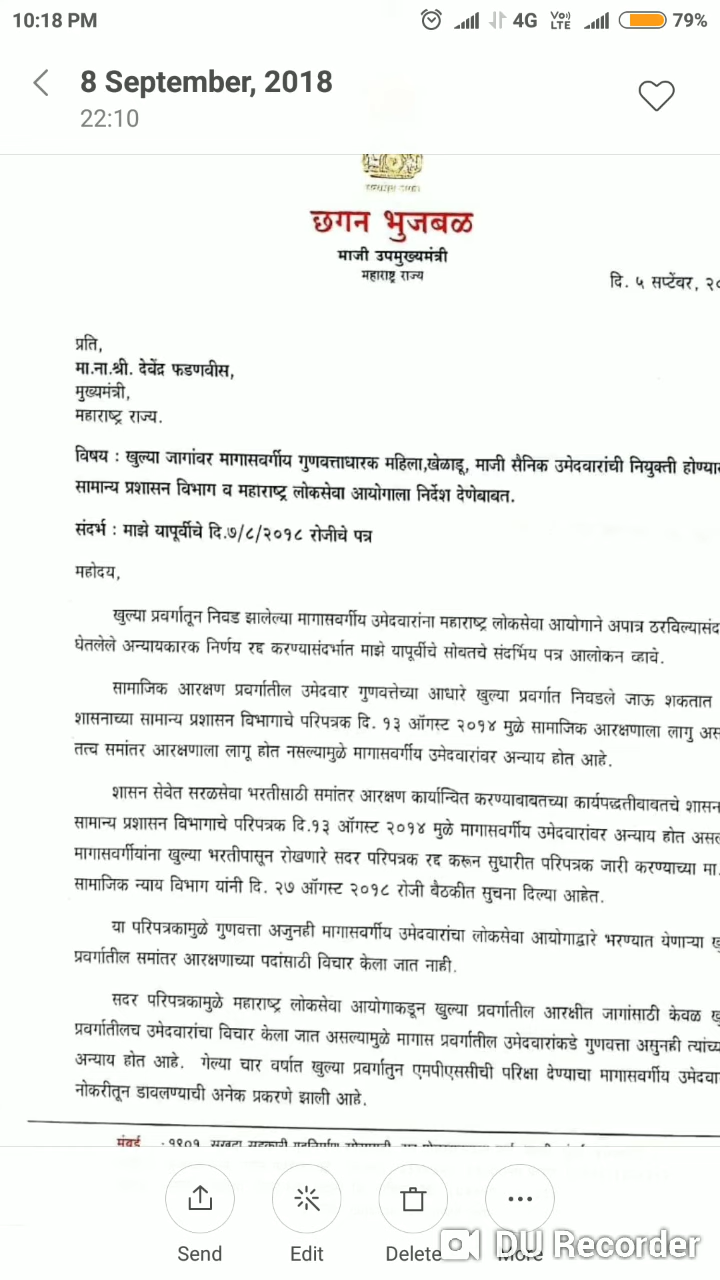 10:18 PM 4G Vo)) LTE 79%
8 September, 2018
22:10
छगन भुजबळ
माजी उपमुख्यमंत्री
महाराष्ट्र राज्य
दि. ५ सप्टेंबर, २०
प्रति,
मा.ना.श्री. देवेंद्र फडणवीस,
मुख्यमंत्री,
महाराष्ट्र राज्य.
विषय : खुल्या जागांवर मागासवर्गीय गुणवत्ताधारक महिला,खेळाडू, माजी सैनिक उमेदवारांची नियुक्ती
सामान्य प्रशासन विभाग व महाराष्ट्र लोकसेवा आयोगाला निर्देश देणेबाबत.
संदर्भ : माझे यापूर्वीचे दि.७/८/२०१८ रोजीचे पत्र
महोदय,
खुल्या प्रवर्गातून निवड झालेल्या मागासवर्गीय उमेदवारांना महाराष्ट्र लोकसेवा आयोगाने अपात्र
घेतलेले अन्यायकारक निर्णय रद्द करण्यासंदर्भात माझे यापूर्वीचे सोबतचे संदर्भिय पत्र आलोकन व्हावे.
सामाजिक आरक्षण प्रवर्गातील उमेदवार गुणवत्तेच्या आधारे खुल्या प्रवर्गात निवडले जाऊ शकतात
शासनाच्या सामान्य प्रशासन विभागाचे परिपत्रक दि. १३ ऑगस्ट २०१४ मुळे सामाजिक आरक्षणाला लागु
तत्व समांतर आरक्षणाला लागू होत नसल्यामुळे मागासवर्गीय उमेदवारांवर अन्याय होत आहे.
शासन सेवेत सरळसेवा भरतीसाठी समांतर आरक्षण कार्यान्वित करण्याबाबतच्या कार्यपद्धतीबावतचे शासन
सामान्य प्रशासन विभागाचे परिपत्रक दि.१३ ऑगस्ट २०१४ मुळे मागासवर्गीय उमेदवारांवर अन्याय होत
मागासवर्गीयांना खुल्या भरतीपासून रोखणारे सदर परिपत्रक रद्द करून सुधारीत परिपत्रक जारी करण्याच्या मा.
सामाजिक न्याय विभाग यांनी दि. २७ ऑगस्ट २०१८ रोजी बैठकीत सुचना दिल्या आहेत.
या परिपत्रकामुळे गुणवत्ता अजुनही मागासवर्गीय उमेदवारांचा लोकसेवा आयोगाद्वारे भरण्यात येणाऱ्या
प्रवर्गातील समांतर आरक्षणाच्या पदांसाठी विचार केला जात नाही.
सदर परिपत्रकामुळे महाराष्ट्र लोकसेवा आयोगाकडून खुल्या प्रवर्गातील आरक्षीत जागांसाठी केवळ
प्रवर्गातीलच उमेदवारांचा विचार केला जात असल्यामुळे मागास प्रवर्गातील उमेदवारांकडे गुणवत्ता असुनही
अन्याय होत आहे. गेल्या चार वर्षात खुल्या प्रवर्गातुन एमपीएससीची परिक्षा देण्याचा मागासवर्गीय
नोकरीतून डावलण्याची अनेक प्रकरणे झाली आहे.
मुंबई
Send Edit Delete More
DU Recorder